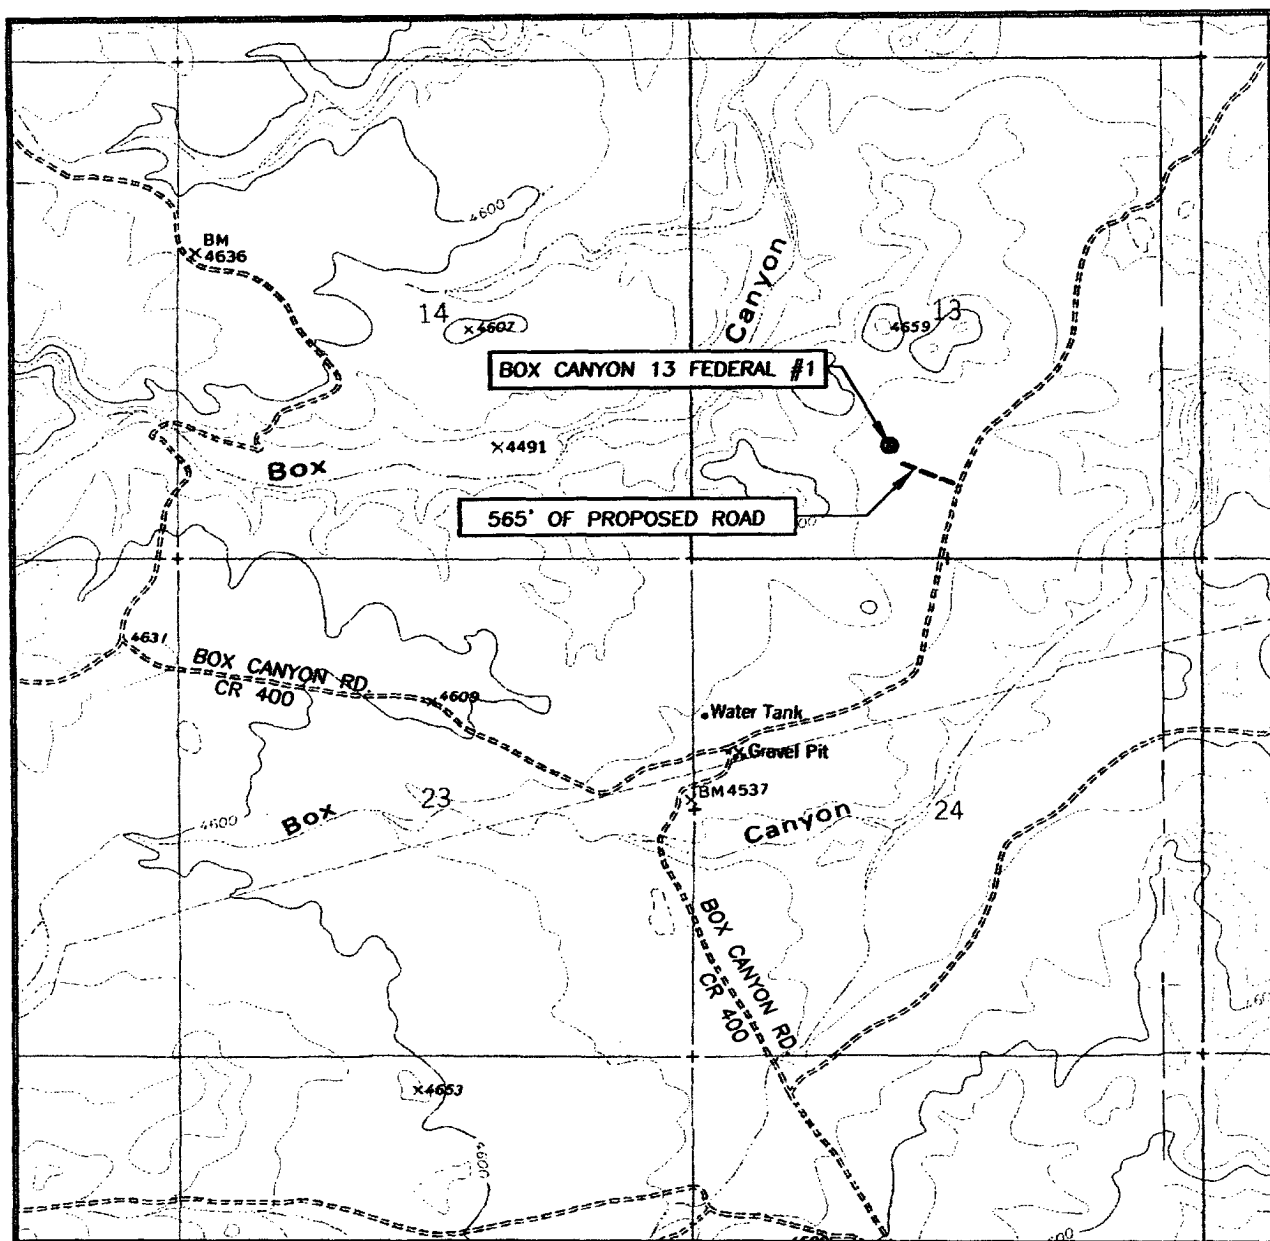 4600
Canyon
BM
4636
14
4607
13
4659
BOX CANYON 13 FEDERAL #1
4491
Box
565' OF PROPOSED ROAD
4631
BOX CANYON RD.
CR 400
4609
Water Tank
Gravel Pit
BM 4537
23
24
4600
Box
Canyon
BOX CANYON RD.
CR 400
4653
4600